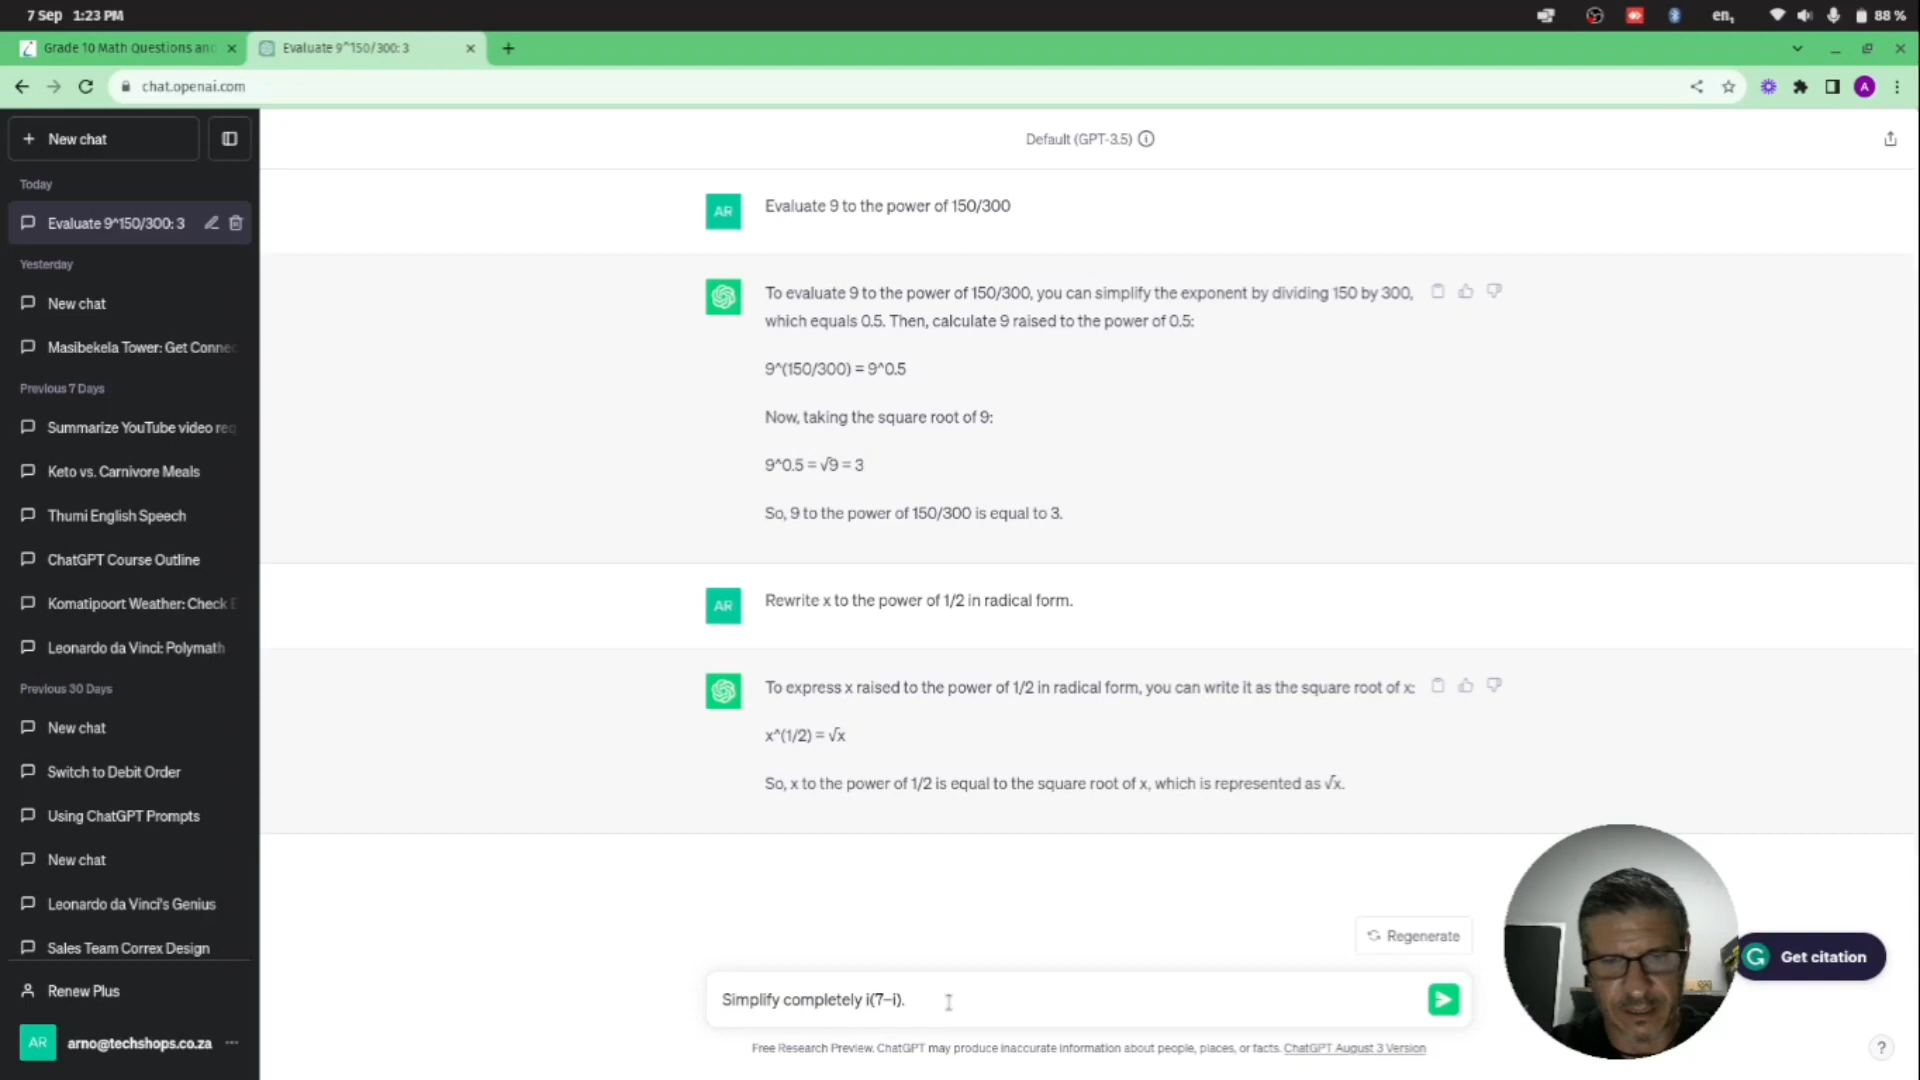 7 Sep 1:23 PM
en₁
88 %
Grade 10 Math Questions and
Evaluate 9^150/300: 3
chat.openai.com
A
New chat
Default (GPT-3.5)
Today
Evaluate 9^150/300: 3
Yesterday
New chat
Masibekela Tower: Get Connec
Previous 7 Days
Summarize YouTube video req
Keto vs. Carnivore Meals
Thumi English Speech
ChatGPT Course Outline
Komatipoort Weather: Check E
Leonardo da Vinci: Polymath
Previous 30 Days
New chat
Switch to Debit Order
Using ChatGPT Prompts
New chat
Leonardo da Vinci's Genius
Sales Team Correx Design
Renew Plus
AR
arno@techshops.co.za
AR
Evaluate 9 to the power of 150/300
To evaluate 9 to the power of 150/300, you can simplify the exponent by dividing 150 by 300,
which equals 0.5. Then, calculate 9 raised to the power of 0.5:
9^(150/300) = 9^0.5
Now, taking the square root of 9:
9^0.5 = √9 = 3
So, 9 to the power of 150/300 is equal to 3.
AR
Rewrite x to the power of 1/2 in radical form.
To express x raised to the power of 1/2 in radical form, you can write it as the square root of x:
x^(1/2) = √x
So, x to the power of 1/2 is equal to the square root of x, which is represented as √x.
Regenerate
Get citation
Simplify completely i(7−i).
Free Research Preview. ChatGPT may produce inaccurate information about people, places, or facts. ChatGPT August 3 Version
?